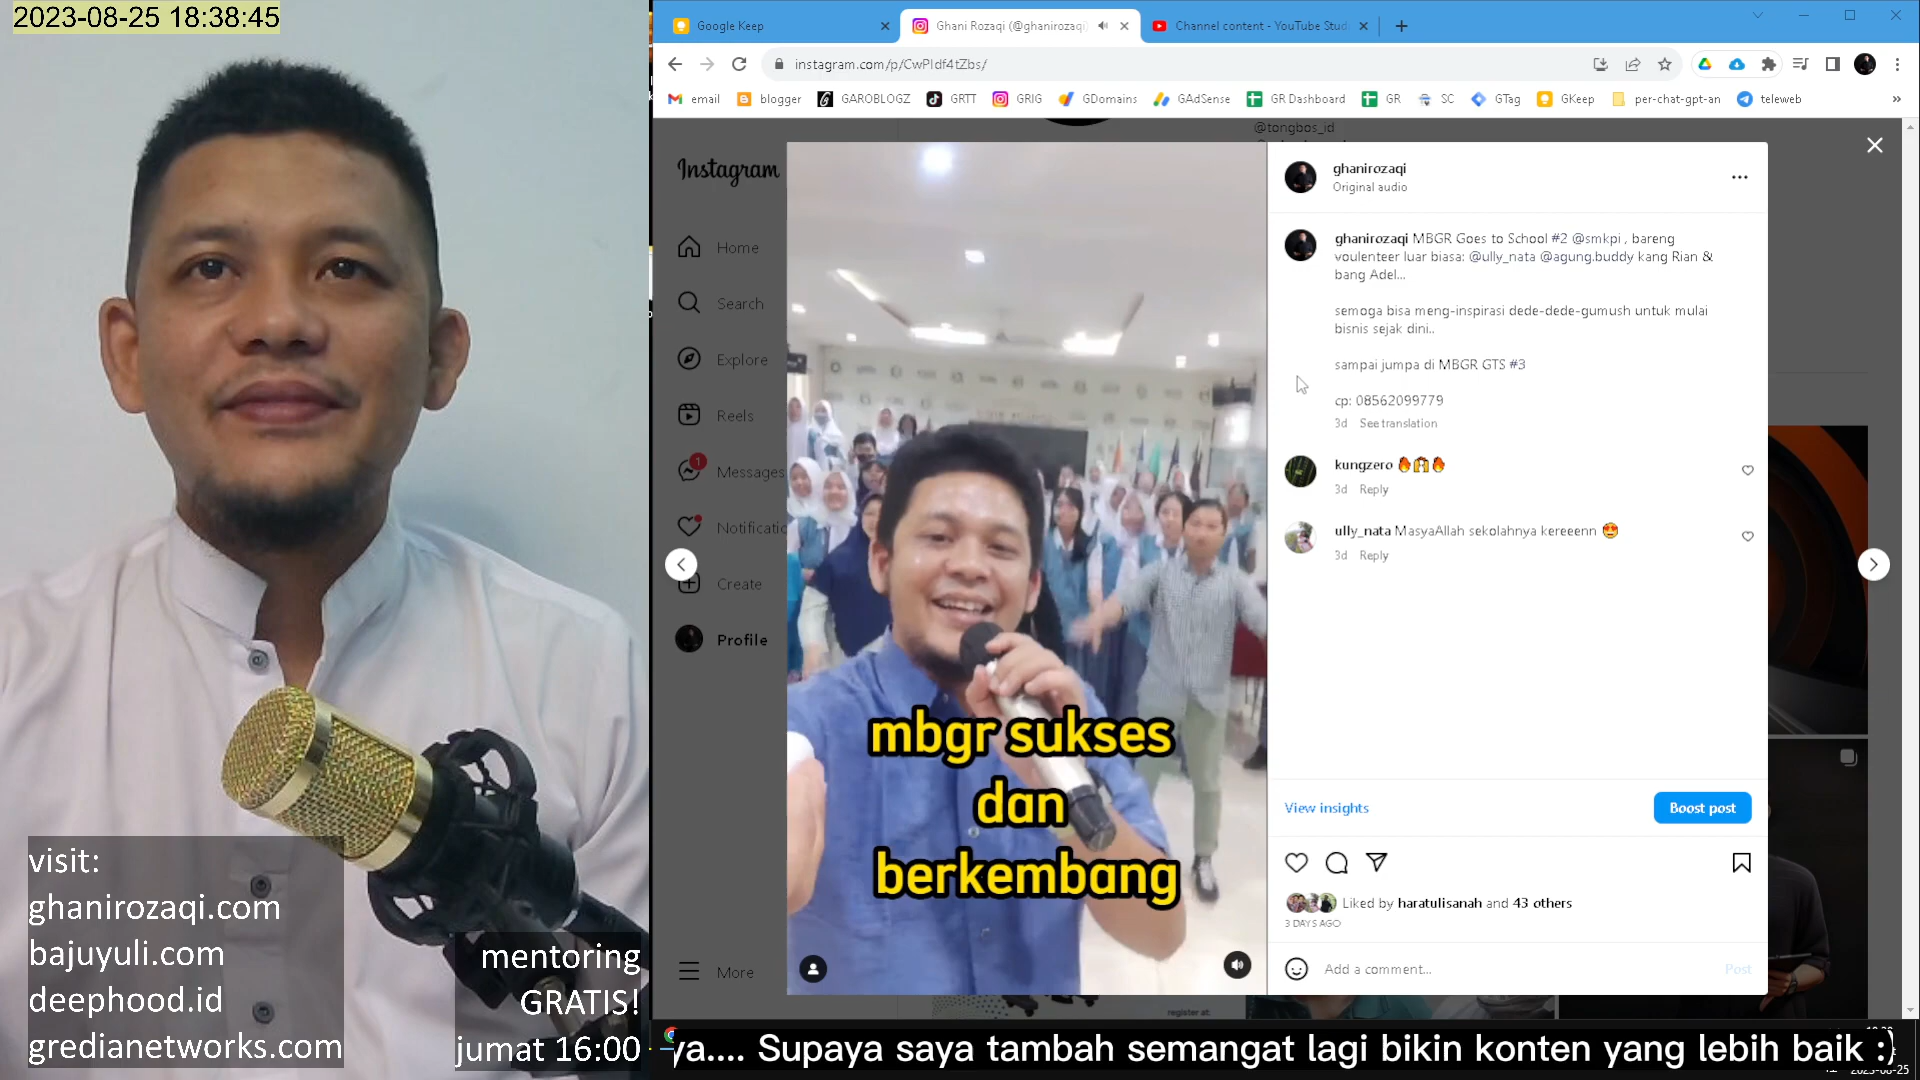 2023-08-25 18:38:45
visit:
ghanirozaqi.com
bajuyuli.com
deephood.id
gredianetworks.com
mentoring
GRATIS!
jumat 16:00
Google Keep
Ghani Rozaqi (@ghanirozaqi)
Channel content - YouTube Stud
instagram.com/p/CwPldf4tZbs/
email
blogger
GAROBLOGZ
GRTT
GRIG
GDomains
GAdSense
GR Dashboard
GR
SC
GTag
GKeep
per-chat-gpt-an
teleweb
@tongbos_id
Instagram
Home
Search
Explore
Reels
1
Messages
Notificatic
Create
Profile
More
mbgr sukses
dan
berkembang
ghanirozaqi
Original audio
ghanirozaqi MBGR Goes to School #2 @smkpi , bareng
voulenteer luar biasa: @ully_nata @agung.buddy kang Rian &
bang Adel...
semoga bisa meng-inspirasi dede-dede-gumush untuk mulai
bisnis sejak dini..
sampai jumpa di MBGR GTS #3
cp: 08562099779
3d See translation
kungzero 🔥🙌🔥
3d Reply
ully_nata MasyaAllah sekolahnya kereeenn 😍
3d Reply
View insights
Boost post
Liked by haratulisanah and 43 others
3 DAYS AGO
Add a comment...
Post
register at:
ya.... Supaya saya tambah semangat lagi bikin konten yang lebih baik :)
2023-08-25